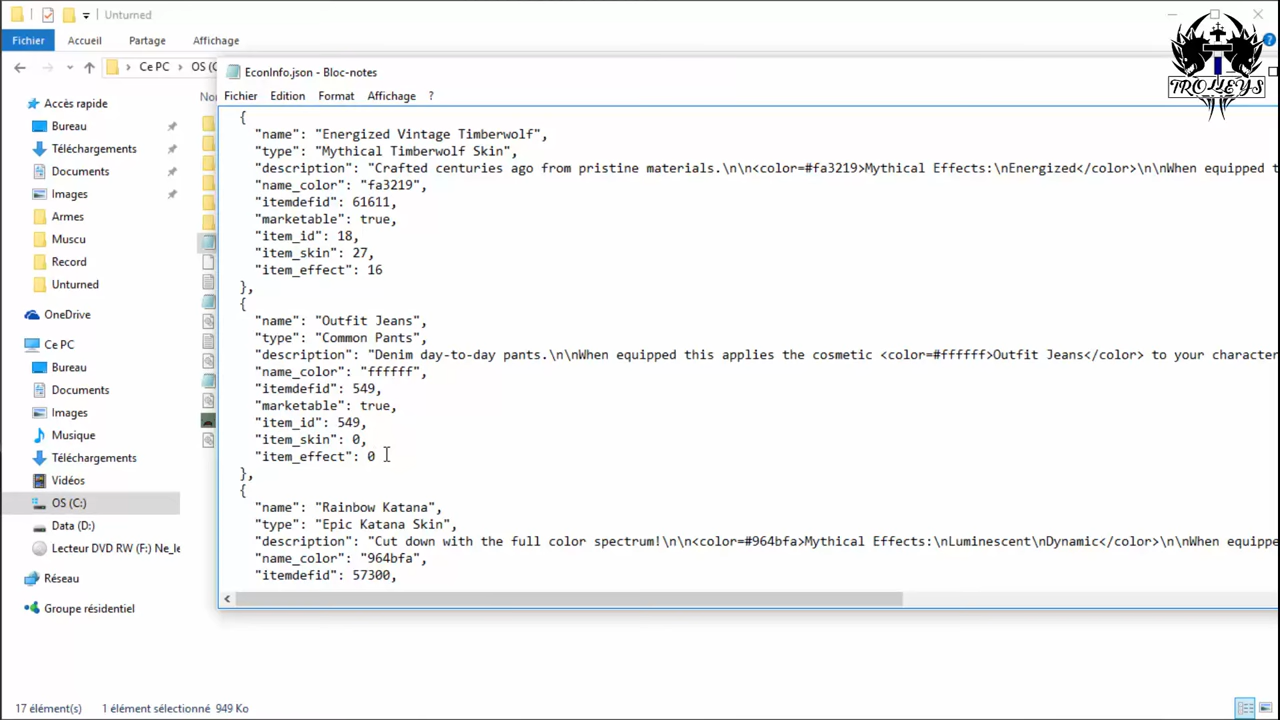 Unturned
Fichier Accueil Partage Affichage
Ce PC OS (C
EconInfo.json - Bloc-notes
Fichier Edition Format Affichage ?
TROLLEYS
Accès rapide
Bureau
Téléchargements
Documents
Images
Armes
Muscu
Record
Unturned
OneDrive
Ce PC
Bureau
Documents
Images
Musique
Téléchargements
Vidéos
OS (C:)
Data (D:)
Lecteur DVD RW (F:) Ne_le
Réseau
Groupe résidentiel
No
{
"name": "Energized Vintage Timberwolf",
"type": "Mythical Timberwolf Skin",
"description": "Crafted centuries ago from pristine materials.\n\n<color=#fa3219>Mythical Effects:\nEnergized</color>\n\nWhen equipped t
"name_color": "fa3219",
"itemdefid": 61611,
"marketable": true,
"item_id": 18,
"item_skin": 27,
"item_effect": 16
},
{
"name": "Outfit Jeans",
"type": "Common Pants",
"description": "Denim day-to-day pants.\n\nWhen equipped this applies the cosmetic <color=#ffffff>Outfit Jeans</color> to your character
"name_color": "ffffff",
"itemdefid": 549,
"marketable": true,
"item_id": 549,
"item_skin": 0,
"item_effect": 0
},
{
"name": "Rainbow Katana",
"type": "Epic Katana Skin",
"description": "Cut down with the full color spectrum!\n\n<color=#964bfa>Mythical Effects:\nLuminescent\nDynamic</color>\n\nWhen equippe
"name_color": "964bfa",
"itemdefid": 57300,
17 élément(s) 1 élément sélectionné 949 Ko